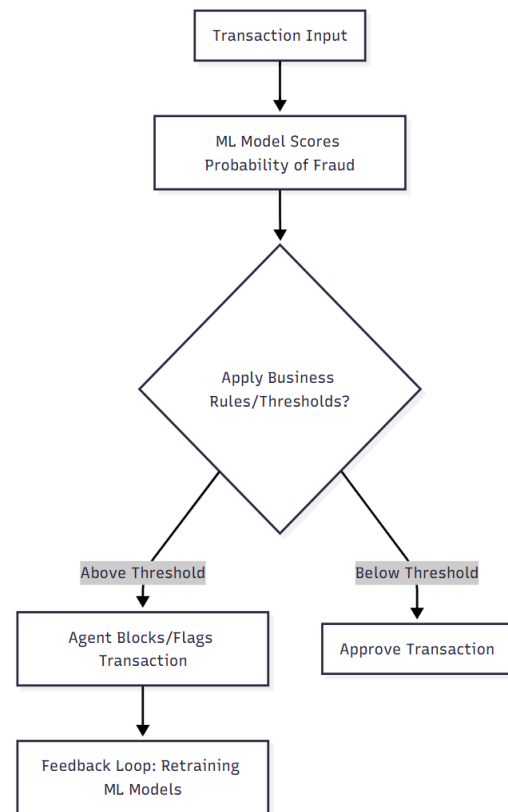 Transaction Input
ML Model Scores
Probability of Fraud
Apply Business
Rules/Thresholds?
Above Threshold
Below Threshold
Agent Blocks/Flags
Transaction
Approve Transaction
Feedback Loop: Retraining
ML Models